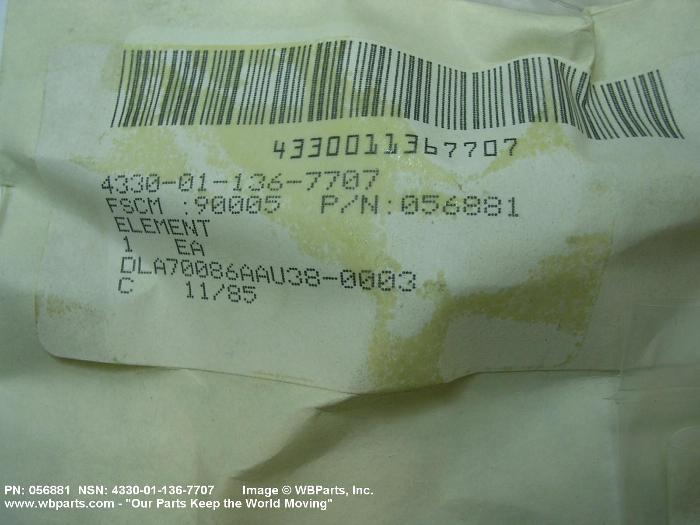 4330011367707
4330-01-136-7707
FSCM :90005 P/N:056881
ELEMENT
1 EA
DLA70086AAU38-0003
C 11/85
PN: 056881 NSN: 4330-01-136-7707 Image © WBParts, Inc.
www.wbparts.com - "Our Parts Keep the World Moving"